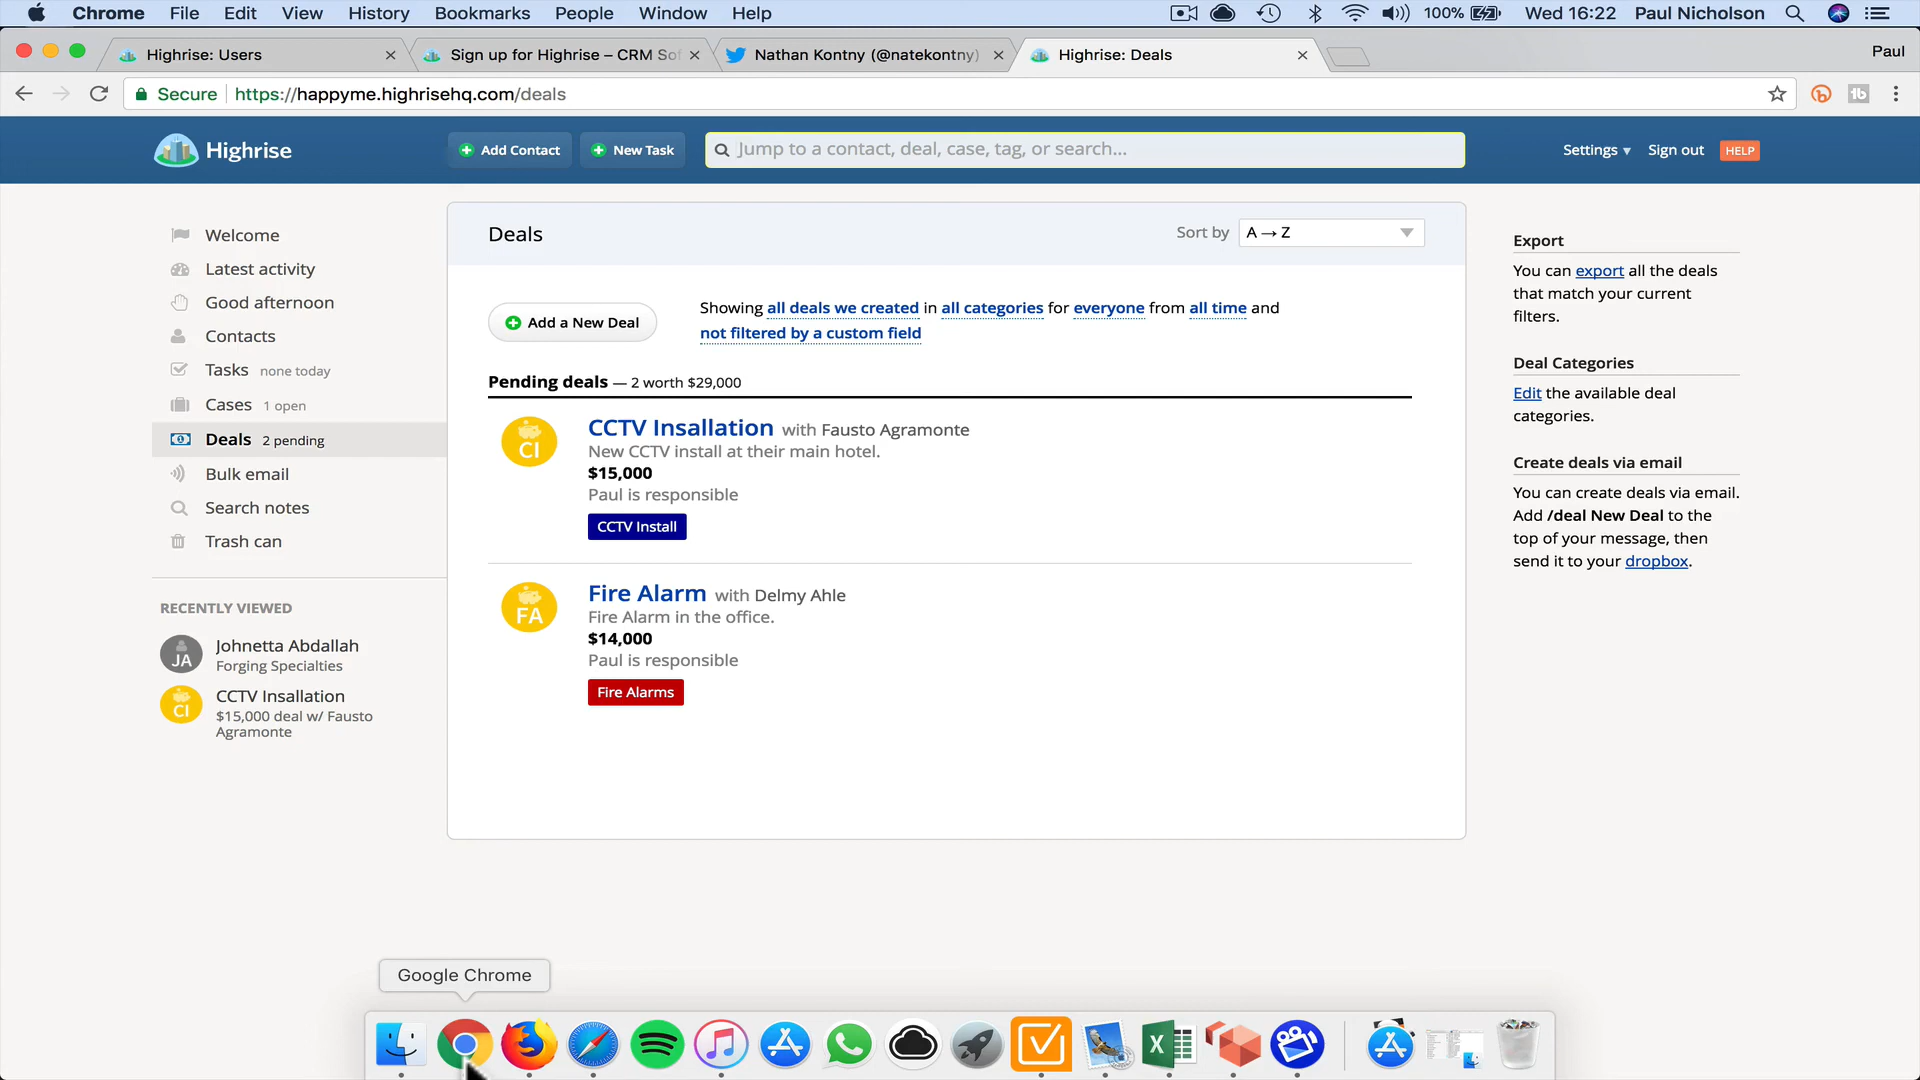 Chrome File Edit View History Bookmarks People Window Help 100% Wed 16:22 Paul Nicholson
Highrise: Users Sign up for Highrise – CRM Sof Nathan Kontny (@natekontny) Highrise: Deals Paul
Secure https://happyme.highrisehq.com/deals
Highrise Add Contact New Task Jump to a contact, deal, case, tag, or search... Settings Sign out HELP
Welcome
Latest activity
Good afternoon
Contacts
Tasks none today
Cases 1 open
Deals 2 pending
Bulk email
Search notes
Trash can
RECENTLY VIEWED
JA Johnetta Abdallah
Forging Specialties
CI CCTV Insallation
$15,000 deal w/ Fausto
Agramonte
Deals Sort by A → Z
Add a New Deal
Showing all deals we created in all categories for everyone from all time and
not filtered by a custom field
Pending deals — 2 worth $29,000
CI CCTV Insallation with Fausto Agramonte
New CCTV install at their main hotel.
$15,000
Paul is responsible
CCTV Install
FA Fire Alarm with Delmy Ahle
Fire Alarm in the office.
$14,000
Paul is responsible
Fire Alarms
Export
You can export all the deals
that match your current
filters.
Deal Categories
Edit the available deal
categories.
Create deals via email
You can create deals via email.
Add /deal New Deal to the
top of your message, then
send it to your dropbox.
Google Chrome